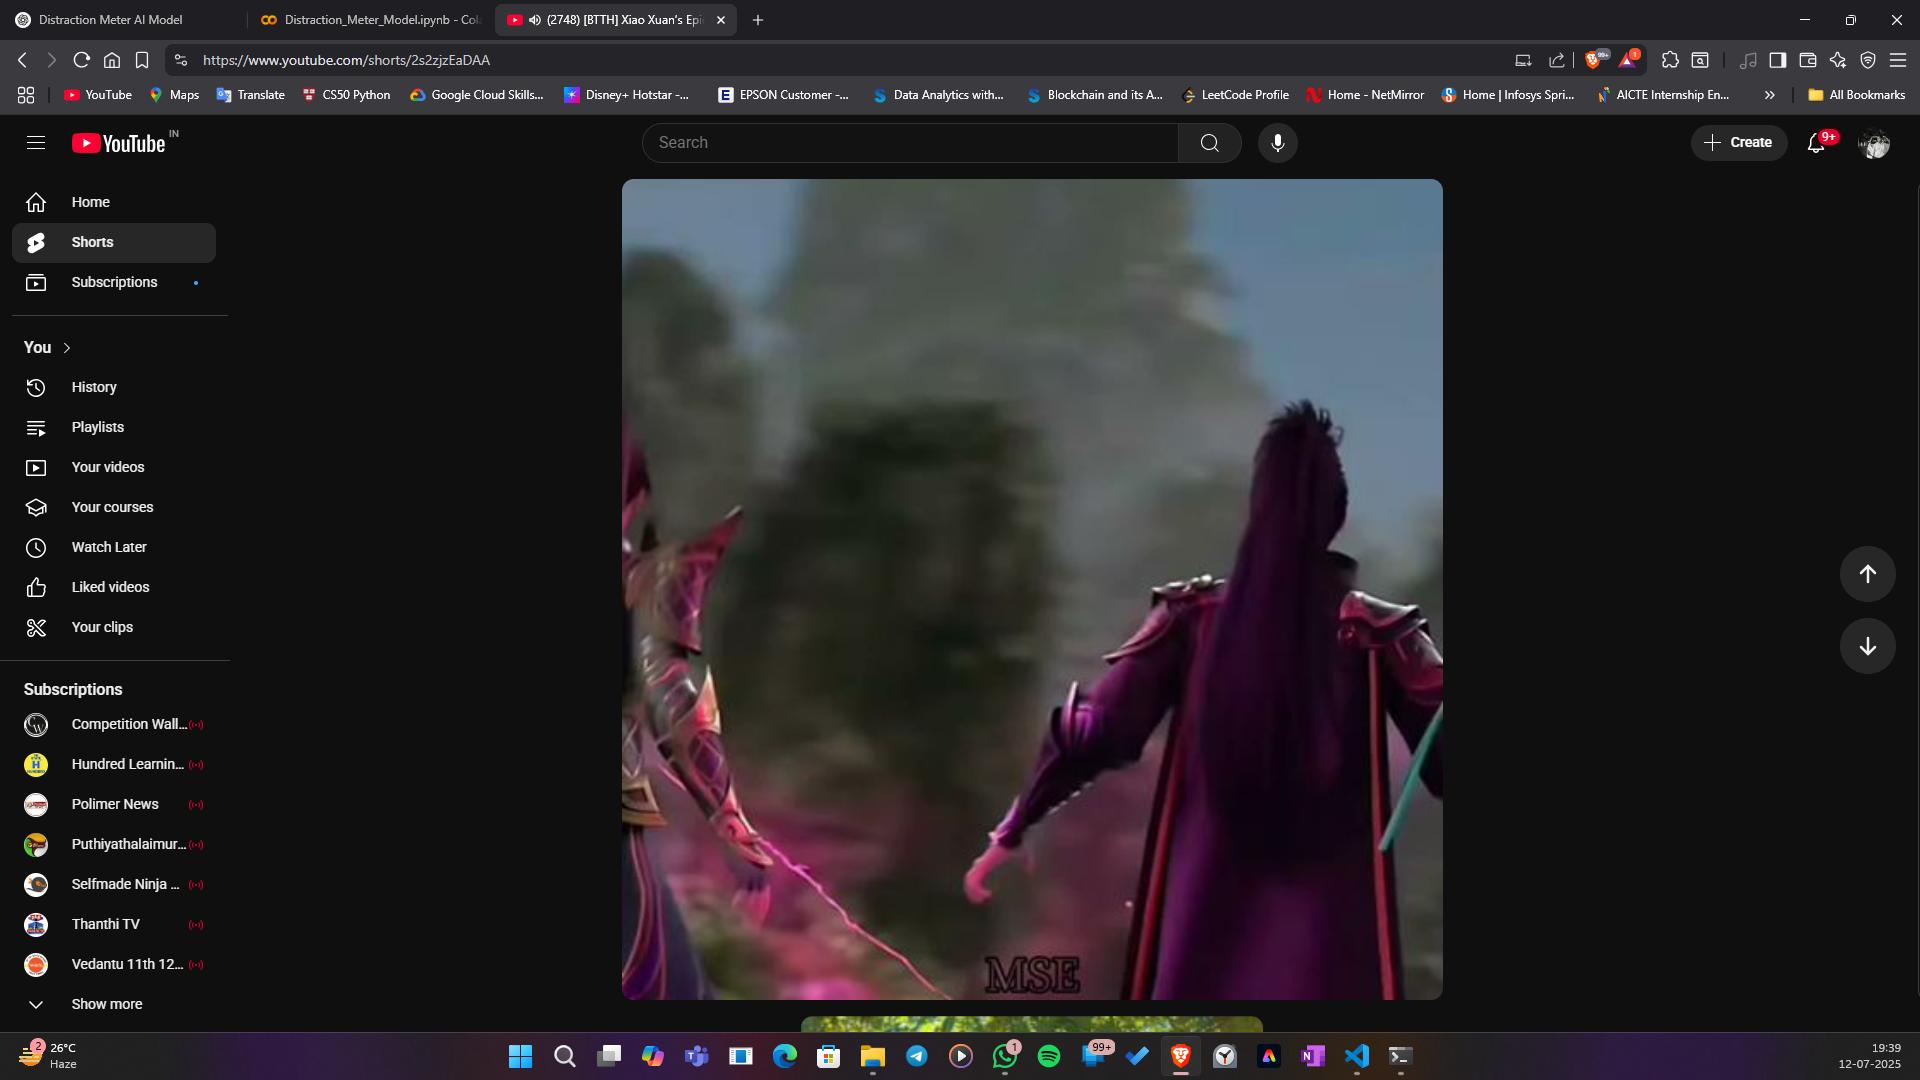 Distraction Meter AI Model
Distraction_Meter_Model.ipynb - Col
(2748) [BTTH] Xiao Xuan's Epi
https://www.youtube.com/shorts/2s2zjzEaDAA
99+
1
YouTube
Maps
Translate
CS50 Python
Google Cloud Skills...
Disney+ Hotstar -...
EPSON Customer -...
Data Analytics with...
Blockchain and its A...
LeetCode Profile
Home - NetMirror
Home | Infosys Spri...
AICTE Internship En...
All Bookmarks
YouTube IN
Search
Create
9+
Home
Shorts
Subscriptions
You
History
Playlists
Your videos
Your courses
Watch Later
Liked videos
Your clips
Subscriptions
Competition Wall...
Hundred Learnin...
Polimer News
Puthiyathalaimur...
Selfmade Ninja ...
Thanthi TV
Vedantu 11th 12...
Show more
MSE
2
26°C
Haze
1
99+
19:39
12-07-2025